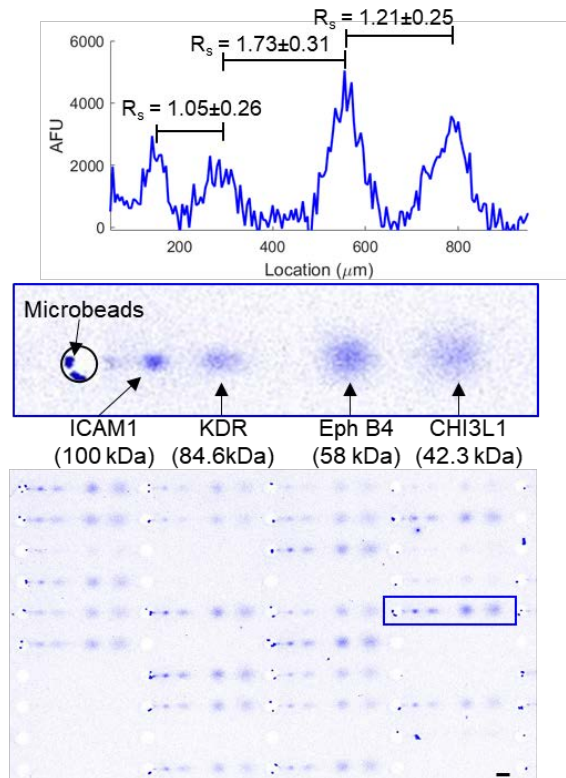 Rs = 1.21±0.25
Rs = 1.73±0.31
Rs = 1.05±0.26
6000
4000
2000
0
AFU
200 400 600 800
Location (μm)
Microbeads
ICAM1 KDR Eph B4 CHI3L1
(100 kDa) (84.6kDa) (58 kDa) (42.3 kDa)